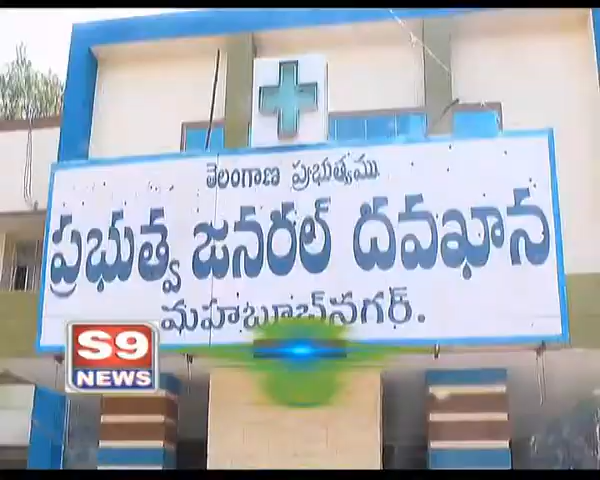 తెలంగాణ ప్రభుత్వము
ప్రభుత్వ జనరల్ దవఖాన
మహబూబ్‌నగర్.
S9
NEWS